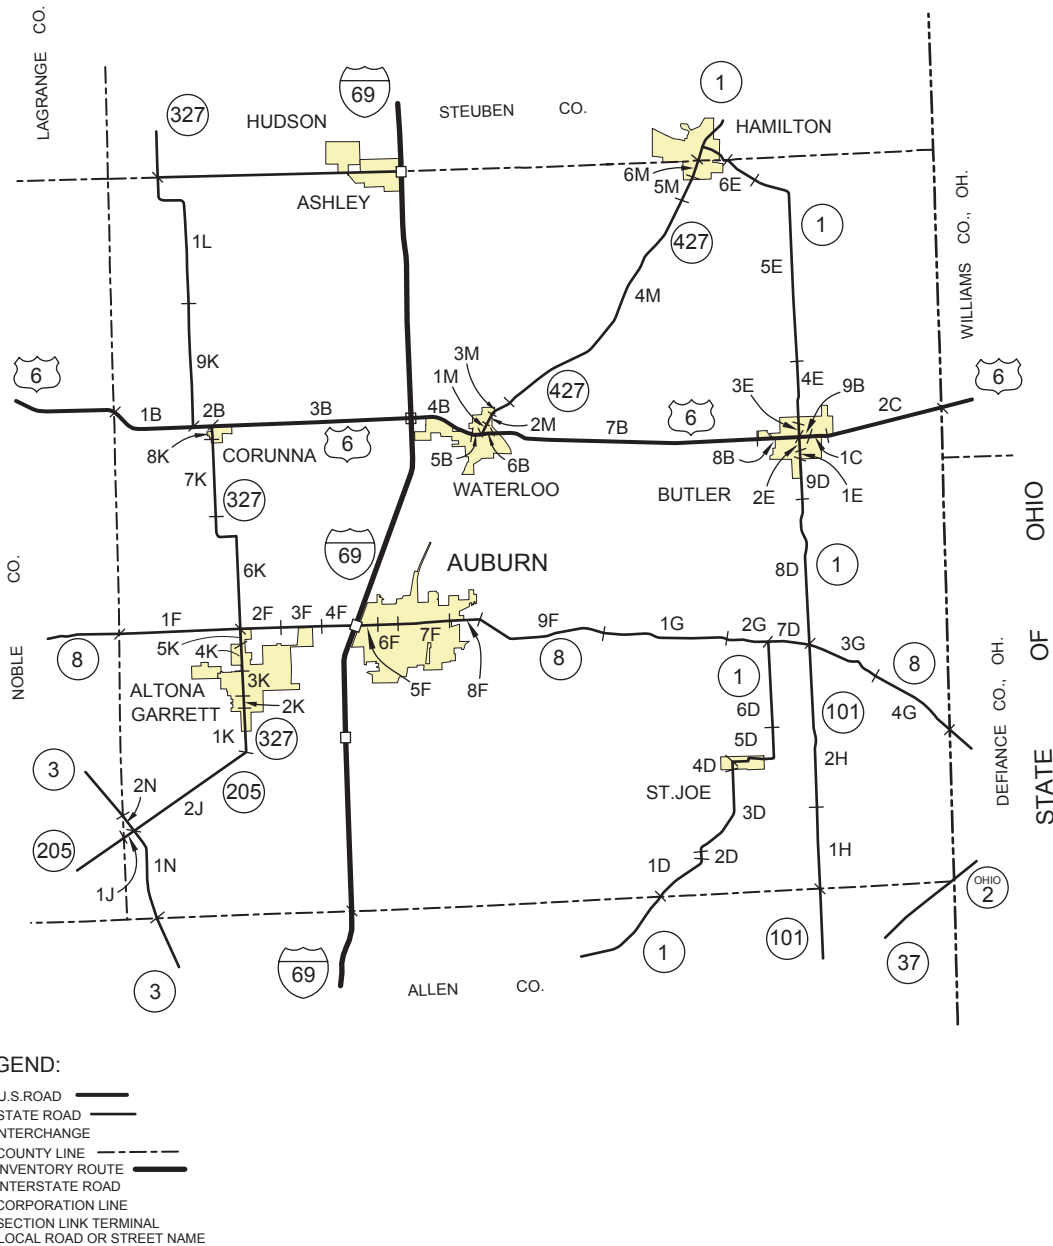 LAGRANGE CO.
327
69
STEUBEN CO.
1
HUDSON
HAMILTON
ASHLEY
6M
5M
6E
WILLIAMS CO., OH.
1L
427
1
5E
4M
9K
3M
1M
427
4E
9B
6
1B
2B
3B
6
4B
2M
3E
6
7B
2C
6
8K
CORUNNA
5B
6B
8B
1C
7K
WATERLOO
BUTLER
2E
9D
1E
327
69
AUBURN
STATE OF OHIO
NOBLE CO.
6K
8D
1
1F
2F
3F
4F
6F
7F
9F
1G
2G
7D
3G
8
5K
4K
5F
8F
8
1
8
3K
ALTONA
GARRETT
2K
6D
101
4G
1K
327
5D
2H
DEFIANCE CO., OH.
3
2N
2J
205
4D
ST.JOE
3D
205
1N
1J
1D
2D
1H
OHIO
2
3
69
ALLEN CO.
1
101
37
GEND:
U.S.ROAD
STATE ROAD
NTERCHANGE
COUNTY LINE
NVENTORY ROUTE
NTERSTATE ROAD
CORPORATION LINE
SECTION LINK TERMINAL
LOCAL ROAD OR STREET NAME